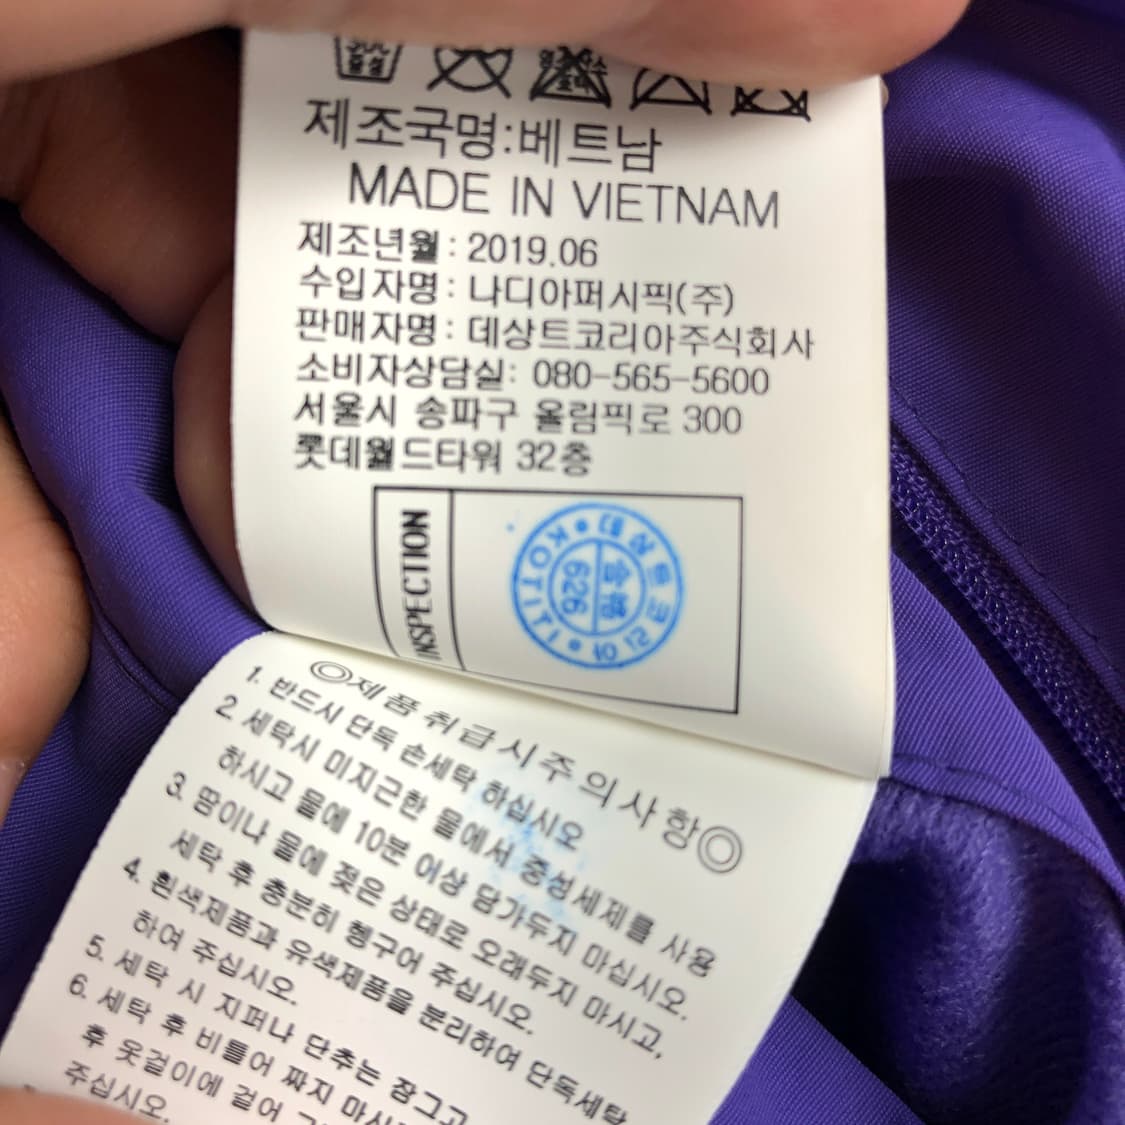 제조국명:베트남
MADE IN VIETNAM
제조년월 : 2019.06
수입자명 : 나디아퍼시픽(주)
판매자명 : 데상트코리아주식회사
소비자상담실: 080-565-5600
서울시 송파구 올림픽로 300
롯데월드타워 32층
INSPECTION
KOTITI
626
◎제품취급시주의사항◎
1. 반드시 단독 손세탁 하십시오
2. 세탁시 미지근한 물에서 중성세제를 사용
하시고 물에 10분 이상 담가두지 마십시오.
3. 땀이나 물에 젖은 상태로 오래두지 마시고,
세탁 후 충분히 헹구어 주십시오.
4. 흰색제품과 유색제품을 분리하여 단독세탁
하여 주십시오.
5. 세탁 시 지퍼나 단추는 잠그고
6. 세탁 후 비틀어 짜지 마시
후 옷걸이에 걸어
주십시오.